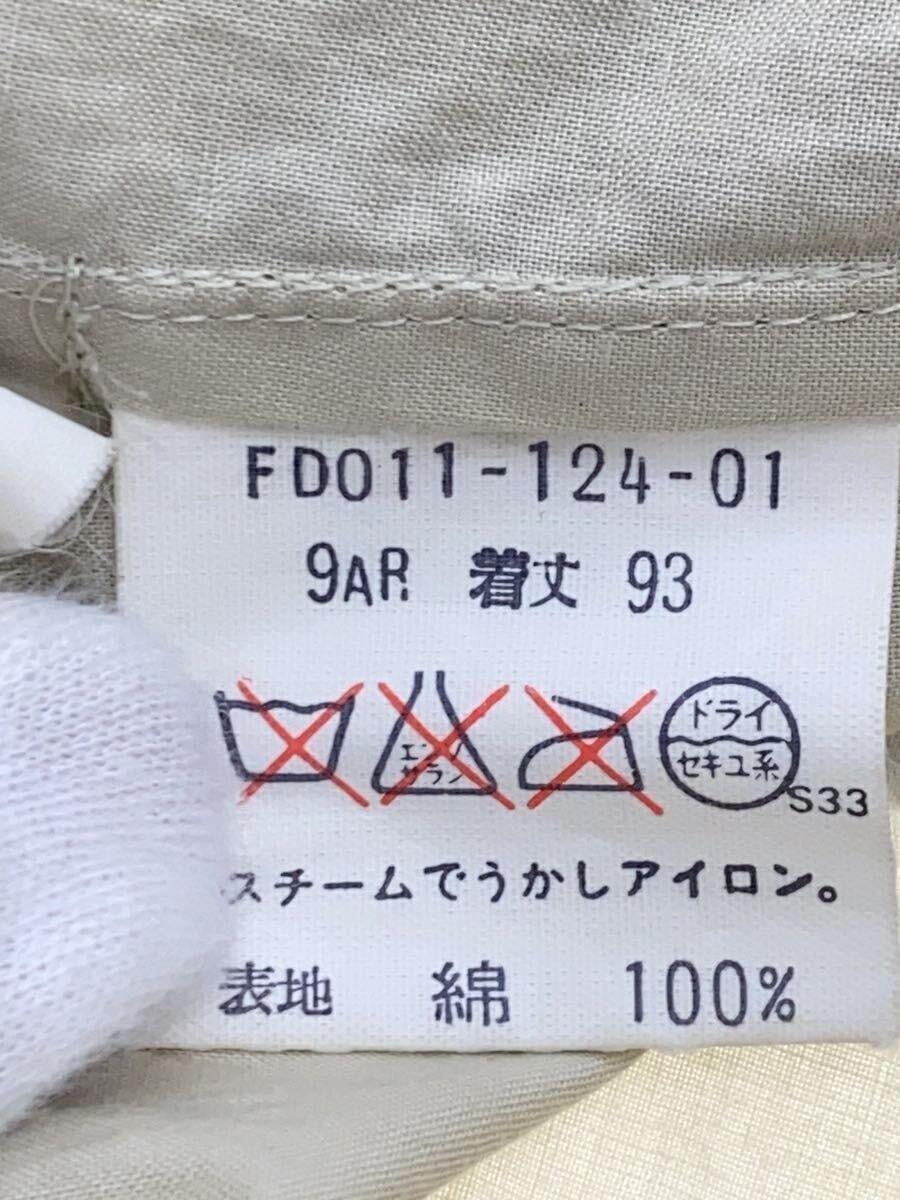 FD011-124-01
9AR 着丈 93
エンソ
サラシ
ドライ
セキユ系
S33
スチームでうかしアイロン。
表地 綿 100%